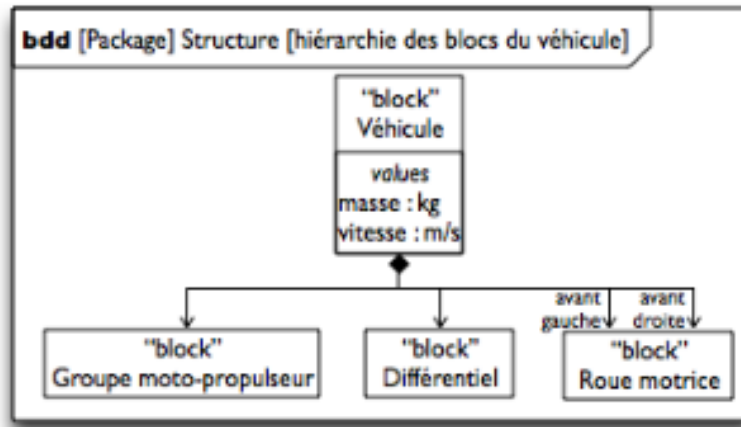 bdd [Package] Structure [hiérarchie des blocs du véhicule]
“block”
Véhicule
values
masse : kg
vitesse : m/s
avant
gauche
avant
droite
“block”
Groupe moto-propulseur
“block”
Différentiel
“block”
Roue motrice